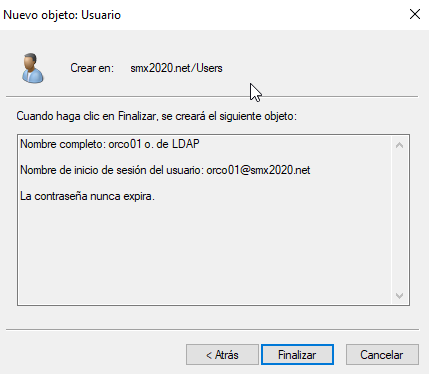 Nuevo objeto: Usuario
Crear en: smx2020.net/Users
Cuando haga clic en Finalizar, se creará el siguiente objeto:
Nombre completo: orco01 o. de LDAP
Nombre de inicio de sesión del usuario: orco01@smx2020.net
La contraseña nunca expira.
< Atrás Finalizar Cancelar